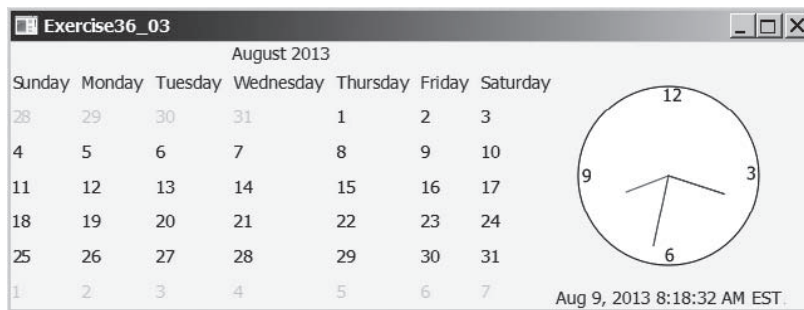 Exercise36_03
August 2013
Sunday Monday Tuesday Wednesday Thursday Friday Saturday
28 29 30 31 1 2 3
4 5 6 7 8 9 10
11 12 13 14 15 16 17
18 19 20 21 22 23 24
25 26 27 28 29 30 31
1 2 3 4 5 6 7
12
9 3
6
Aug 9, 2013 8:18:32 AM EST.